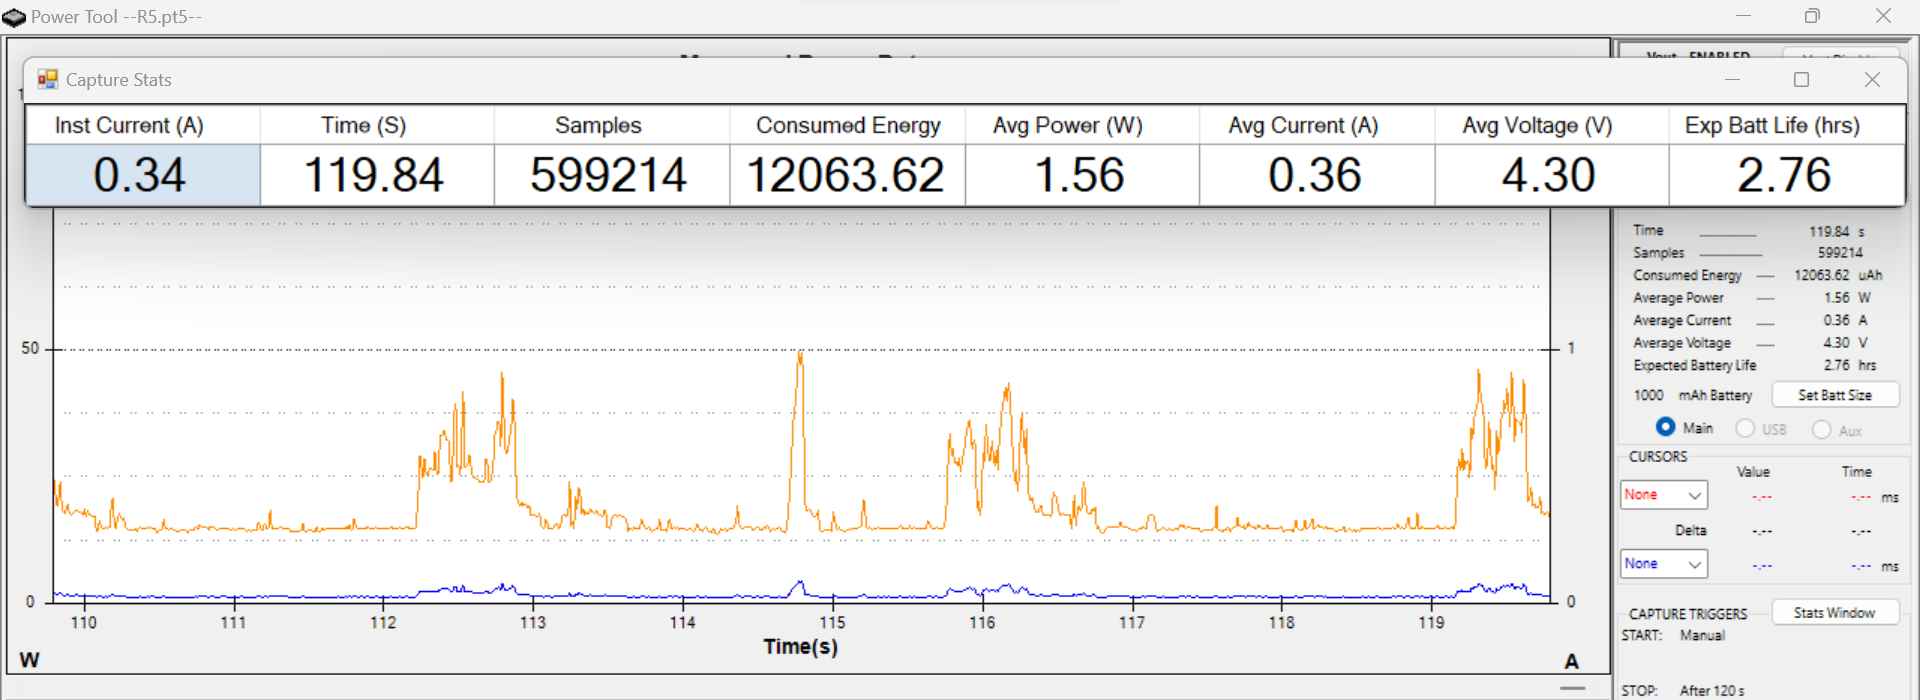 Power Tool --R5.pt5--
Capture Stats
Inst Current (A) Time (S) Samples Consumed Energy Avg Power (W) Avg Current (A) Avg Voltage (V) Exp Batt Life (hrs)
0.34 119.84 599214 12063.62 1.56 0.36 4.30 2.76
Time 119.84 s
Samples 599214
Consumed Energy 12063.62 uAh
Average Power 1.56 W
Average Current 0.36 A
Average Voltage 4.30 V
Expected Battery Life 2.76 hrs
1000 mAh Battery Set Batt Size
Main USB Aux
CURSORS
Value Time
None -.-- -.-- ms
Delta -.-- -.--
None -.-- -.-- ms
CAPTURE TRIGGERS Stats Window
START: Manual
STOP: After 120 s
50 1
0 0
110 111 112 113 114 115 116 117 118 119
Time(s)
W A